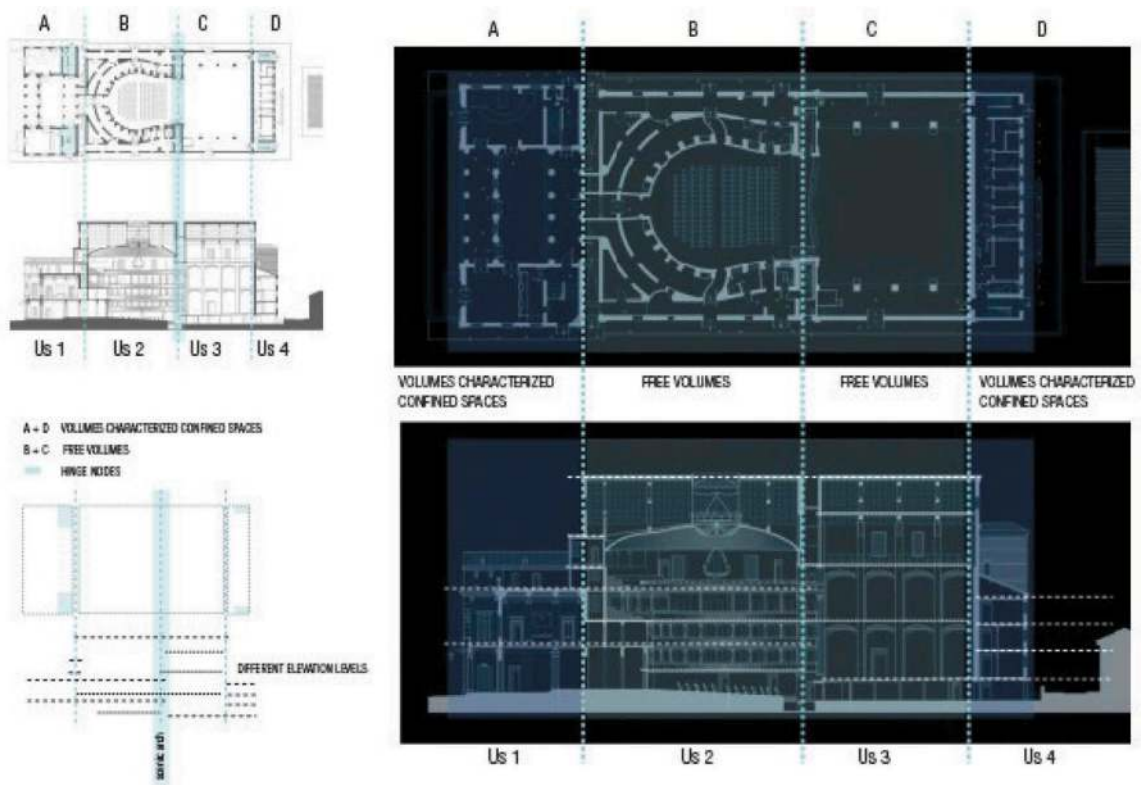 A B C D
Us 1 Us 2 Us 3 Us 4
A + D VOLUMES CHARACTERIZED CONFINED SPACES
B + C FREE VOLUMES
HINGE NODES
DIFFERENT ELEVATION LEVELS
scenic arch
A B C D
VOLUMES CHARACTERIZED
CONFINED SPACES
FREE VOLUMES
FREE VOLUMES
VOLUMES CHARACTERIZED
CONFINED SPACES
Us 1 Us 2 Us 3 Us 4